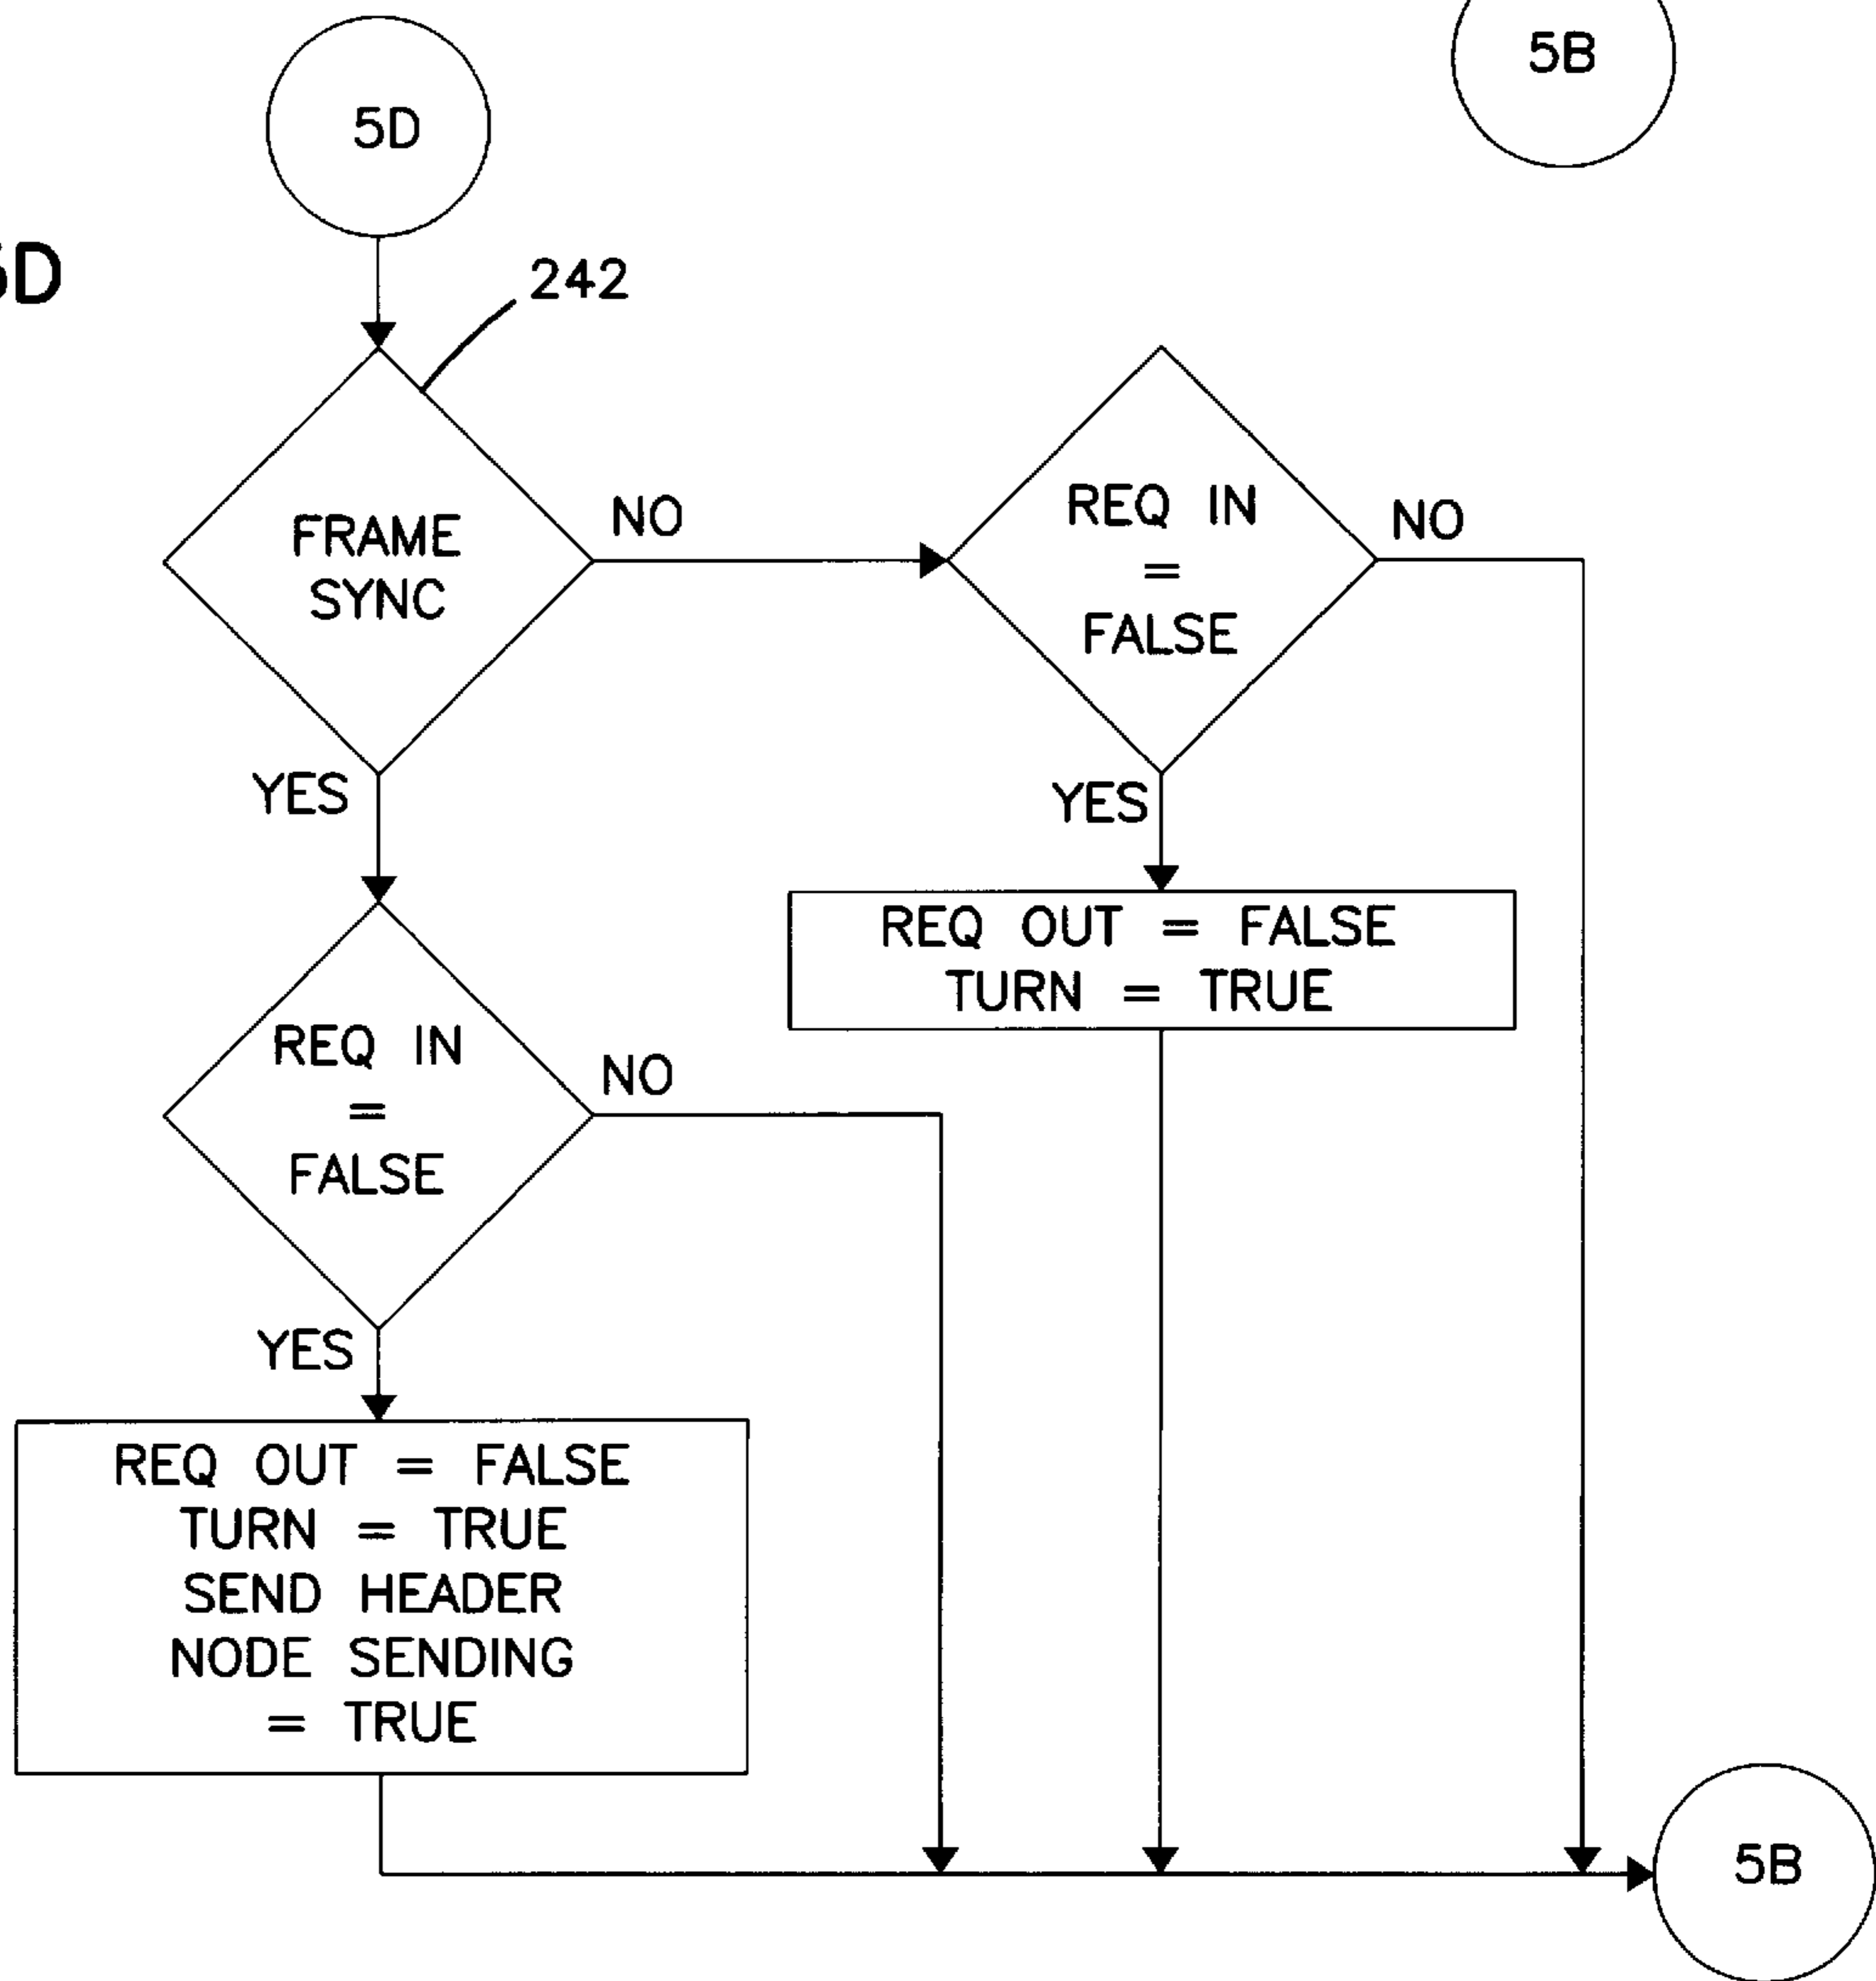 5B
5D
5D
242
FRAME
SYNC
NO
REQ IN
=
FALSE
NO
YES
YES
REQ OUT = FALSE
TURN = TRUE
REQ IN
=
FALSE
NO
YES
REQ OUT = FALSE
TURN = TRUE
SEND HEADER
NODE SENDING
= TRUE
5B